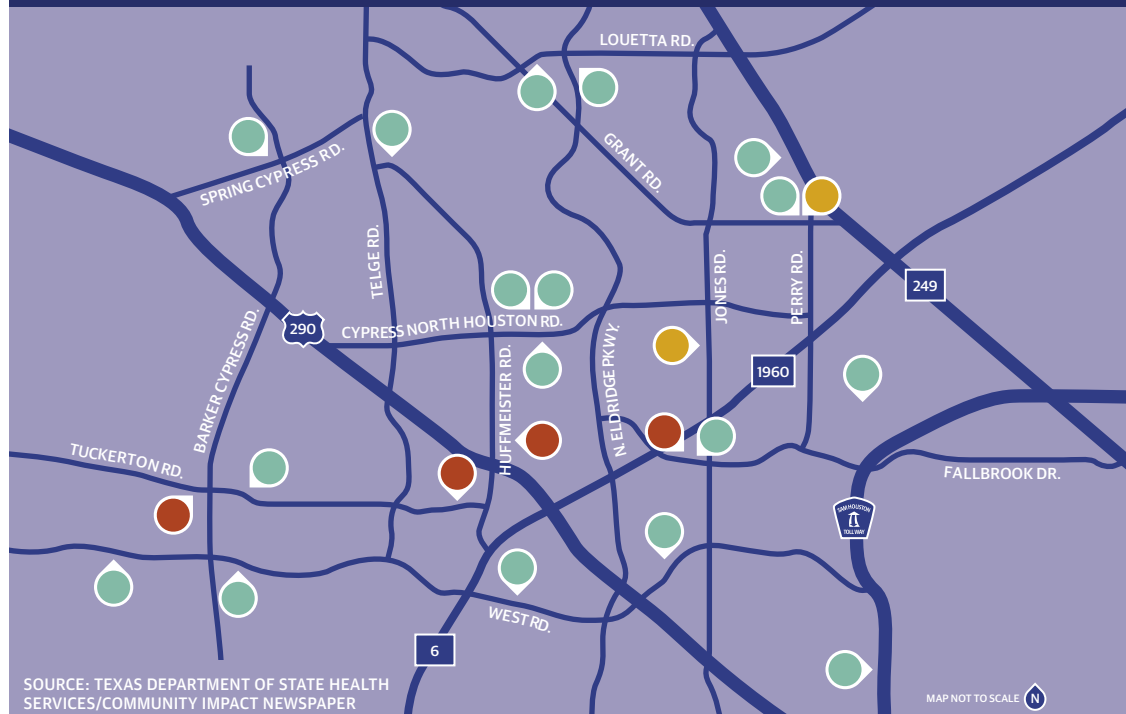 LOUETTA RD.
GRANT RD.
SPRING CYPRESS RD.
TELGE RD.
JONES RD.
PERRY RD.
249
290
CYPRESS NORTH HOUSTON RD.
BARKER CYPRESS RD.
HUFFMEISTER RD.
N. ELDRIDGE PKWY.
1960
TUCKERTON RD.
FALLBROOK DR.
SAM HOUSTON
TOLLWAY
WEST RD.
6
SOURCE: TEXAS DEPARTMENT OF STATE HEALTH
SERVICES/COMMUNITY IMPACT NEWSPAPER
MAP NOT TO SCALE N